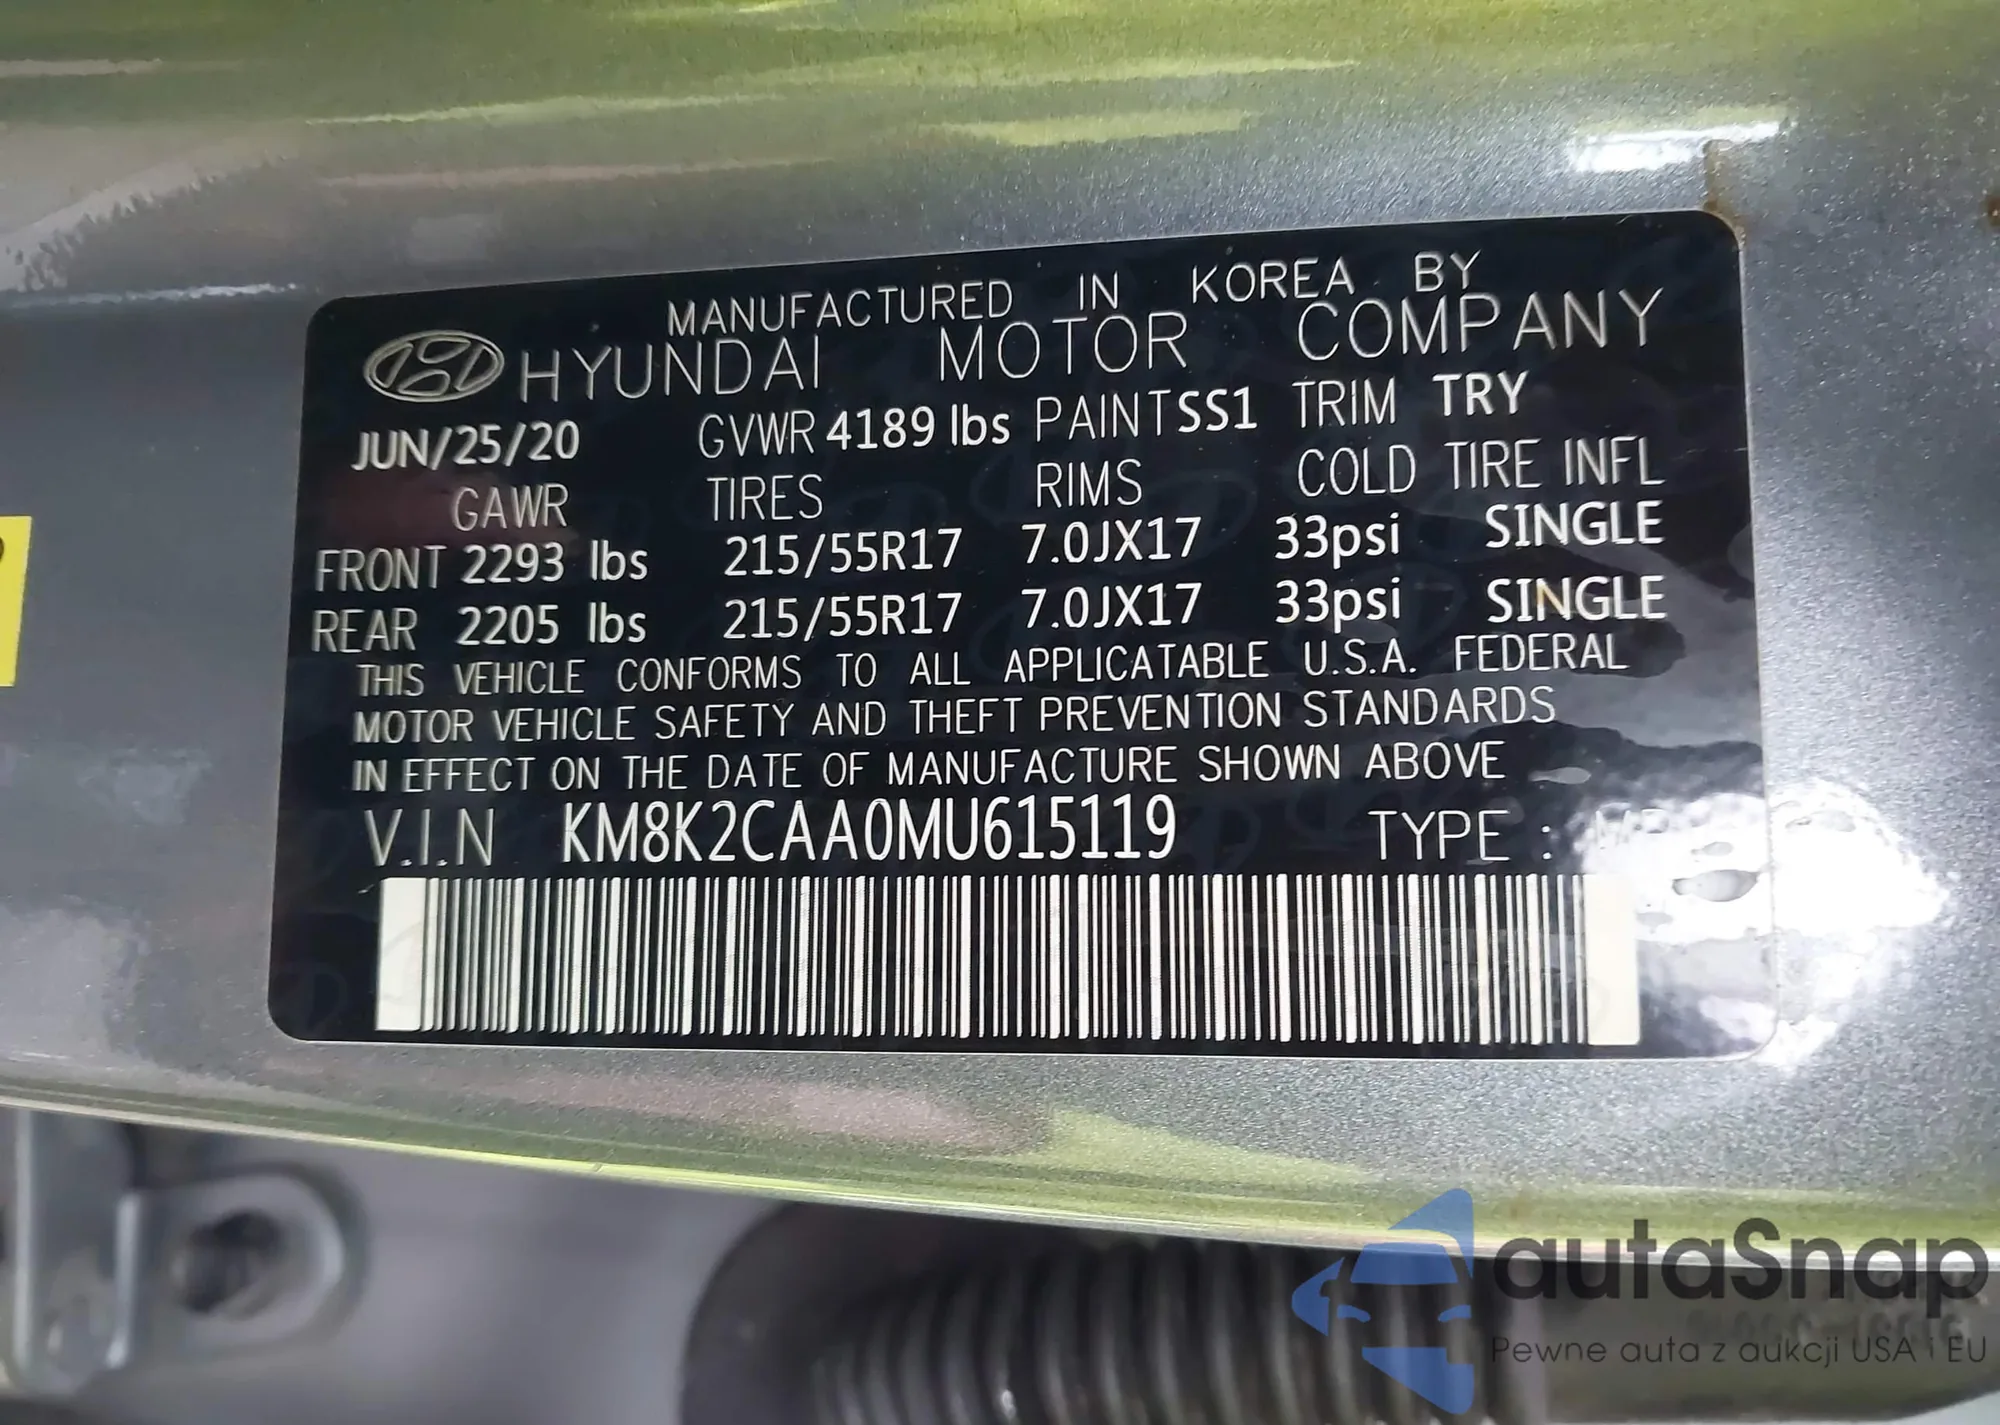 MANUFACTURED IN KOREA BY
HYUNDAI MOTOR COMPANY
JUN/25/20 GVWR 4189 lbs PAINT SS1 TRIM TRY
GAWR TIRES RIMS COLD TIRE INFL
FRONT 2293 lbs 215/55R17 7.0JX17 33psi SINGLE
REAR 2205 lbs 215/55R17 7.0JX17 33psi SINGLE
THIS VEHICLE CONFORMS TO ALL APPLICATABLE U.S.A. FEDERAL
MOTOR VEHICLE SAFETY AND THEFT PREVENTION STANDARDS
IN EFFECT ON THE DATE OF MANUFACTURE SHOWN ABOVE
V.I.N KM8K2CAA0MU615119 TYPE :
autaSnap
Pewne auta z aukcji USA i EU